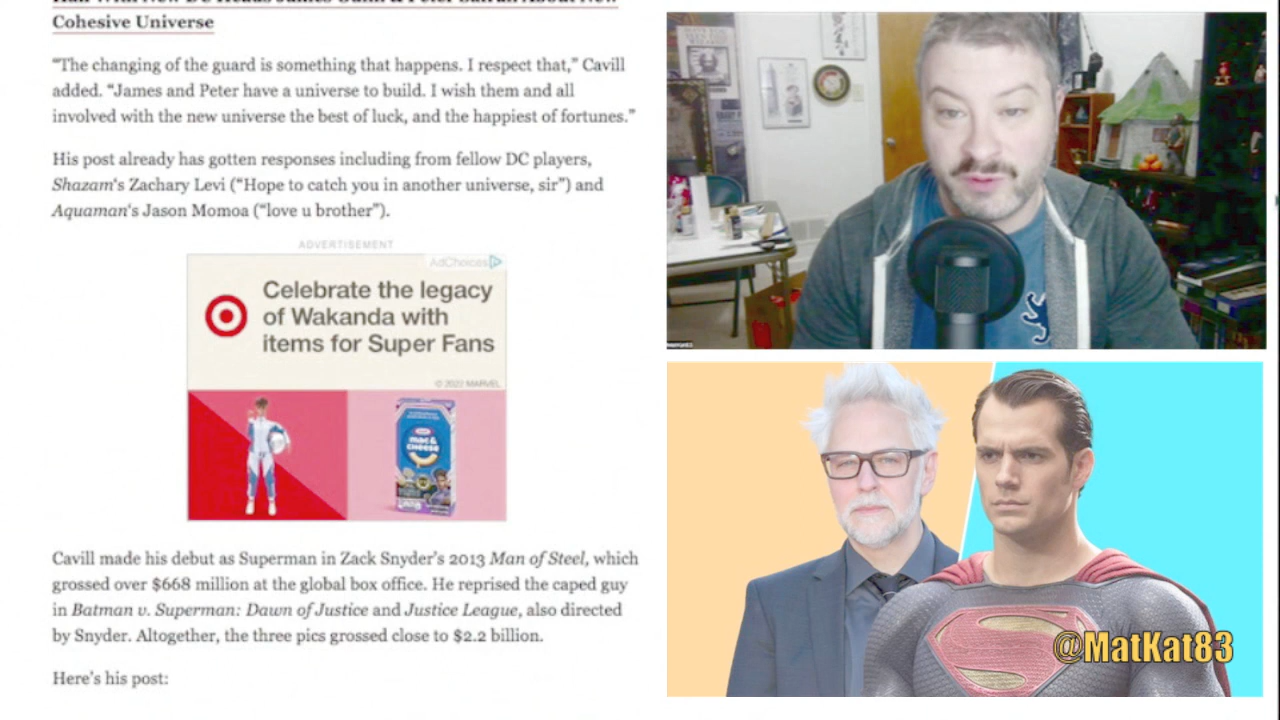 Cohesive Universe
“The changing of the guard is something that happens. I respect that,” Cavill
added. “James and Peter have a universe to build. I wish them and all
involved with the new universe the best of luck, and the happiest of fortunes.”
His post already has gotten responses including from fellow DC players,
Shazam‘s Zachary Levi (“Hope to catch you in another universe, sir”) and
Aquaman‘s Jason Momoa (“love u brother”).
ADVERTISEMENT
AdChoices
Celebrate the legacy
of Wakanda with
items for Super Fans
© 2022 MARVEL
mac &
cheese
Cavill made his debut as Superman in Zack Snyder’s 2013 Man of Steel, which
grossed over $668 million at the global box office. He reprised the caped guy
in Batman v. Superman: Dawn of Justice and Justice League, also directed
by Snyder. Altogether, the three pics grossed close to $2.2 billion.
Here’s his post:
@MatKat83